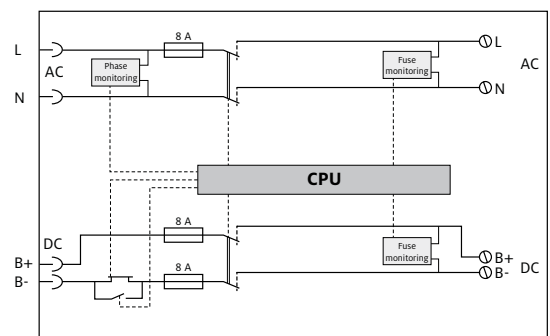 8 A
L
L
Phase
monitoring
Fuse
monitoring
AC
AC
N
N
CPU
8 A
DC
Fuse
monitoring
B+
B+
8 A
B-
B-
DC